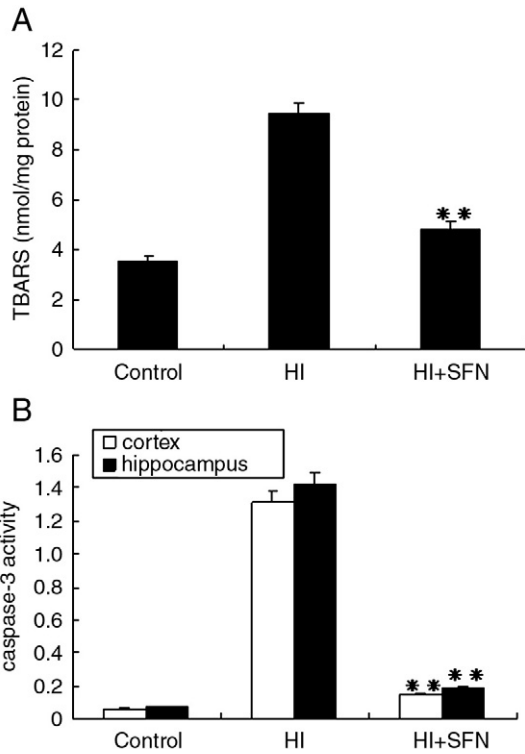 A
TBARS (nmol/mg protein)
12
10
8
6
4
2
0
**
Control HI HI+SFN
B
cortex
hippocampus
caspase-3 activity
1.6
1.4
1.2
1.0
0.8
0.6
0.4
0.2
0
** **
Control HI HI+SFN